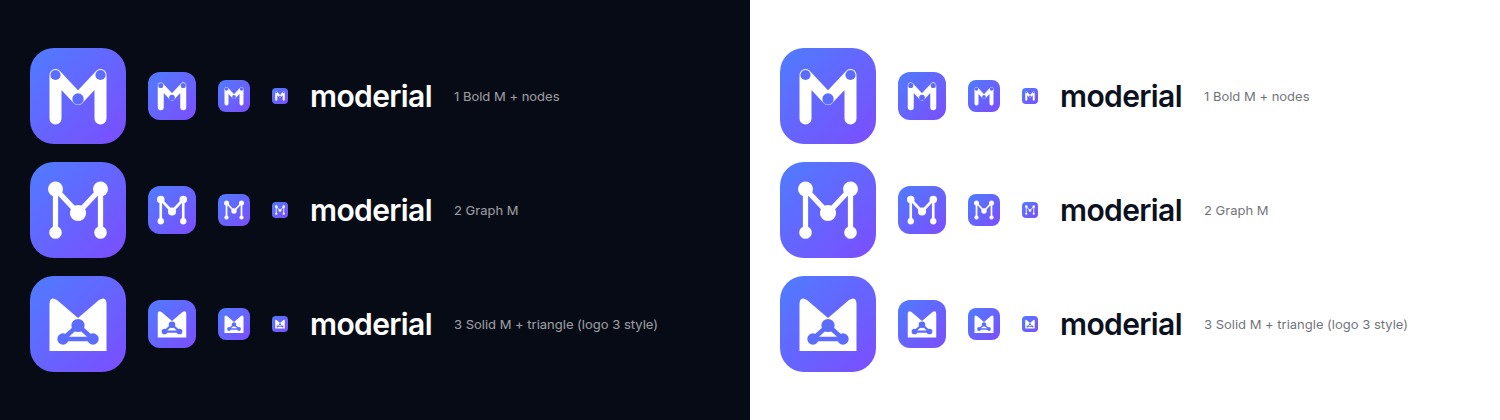 moderial 1 Bold M + nodes
moderial 2 Graph M
moderial 3 Solid M + triangle (logo 3 style)
moderial 1 Bold M + nodes
moderial 2 Graph M
moderial 3 Solid M + triangle (logo 3 style)